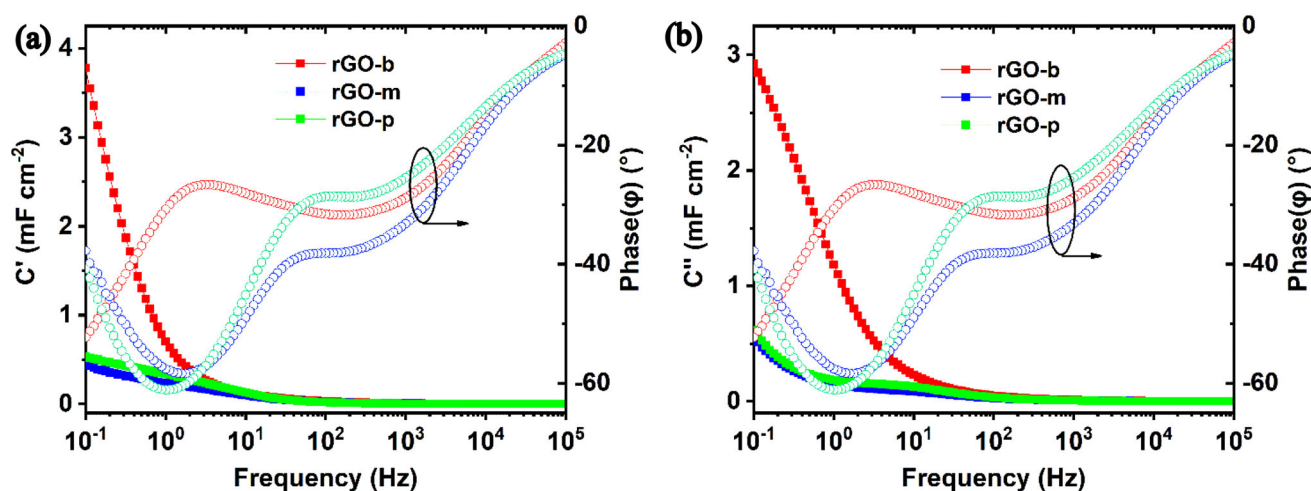 (a)
C' (mF cm⁻²)
4
3
2
1
0
rGO-b
rGO-m
rGO-p
0
−20
−40
−60
Phase(φ) (°)
10⁻¹ 10⁰ 10¹ 10² 10³ 10⁴ 10⁵
Frequency (Hz)
(b)
C'' (mF cm⁻²)
3
2
1
0
rGO-b
rGO-m
rGO-p
0
−20
−40
−60
Phase(φ) (°)
10⁻¹ 10⁰ 10¹ 10² 10³ 10⁴ 10⁵
Frequency (Hz)